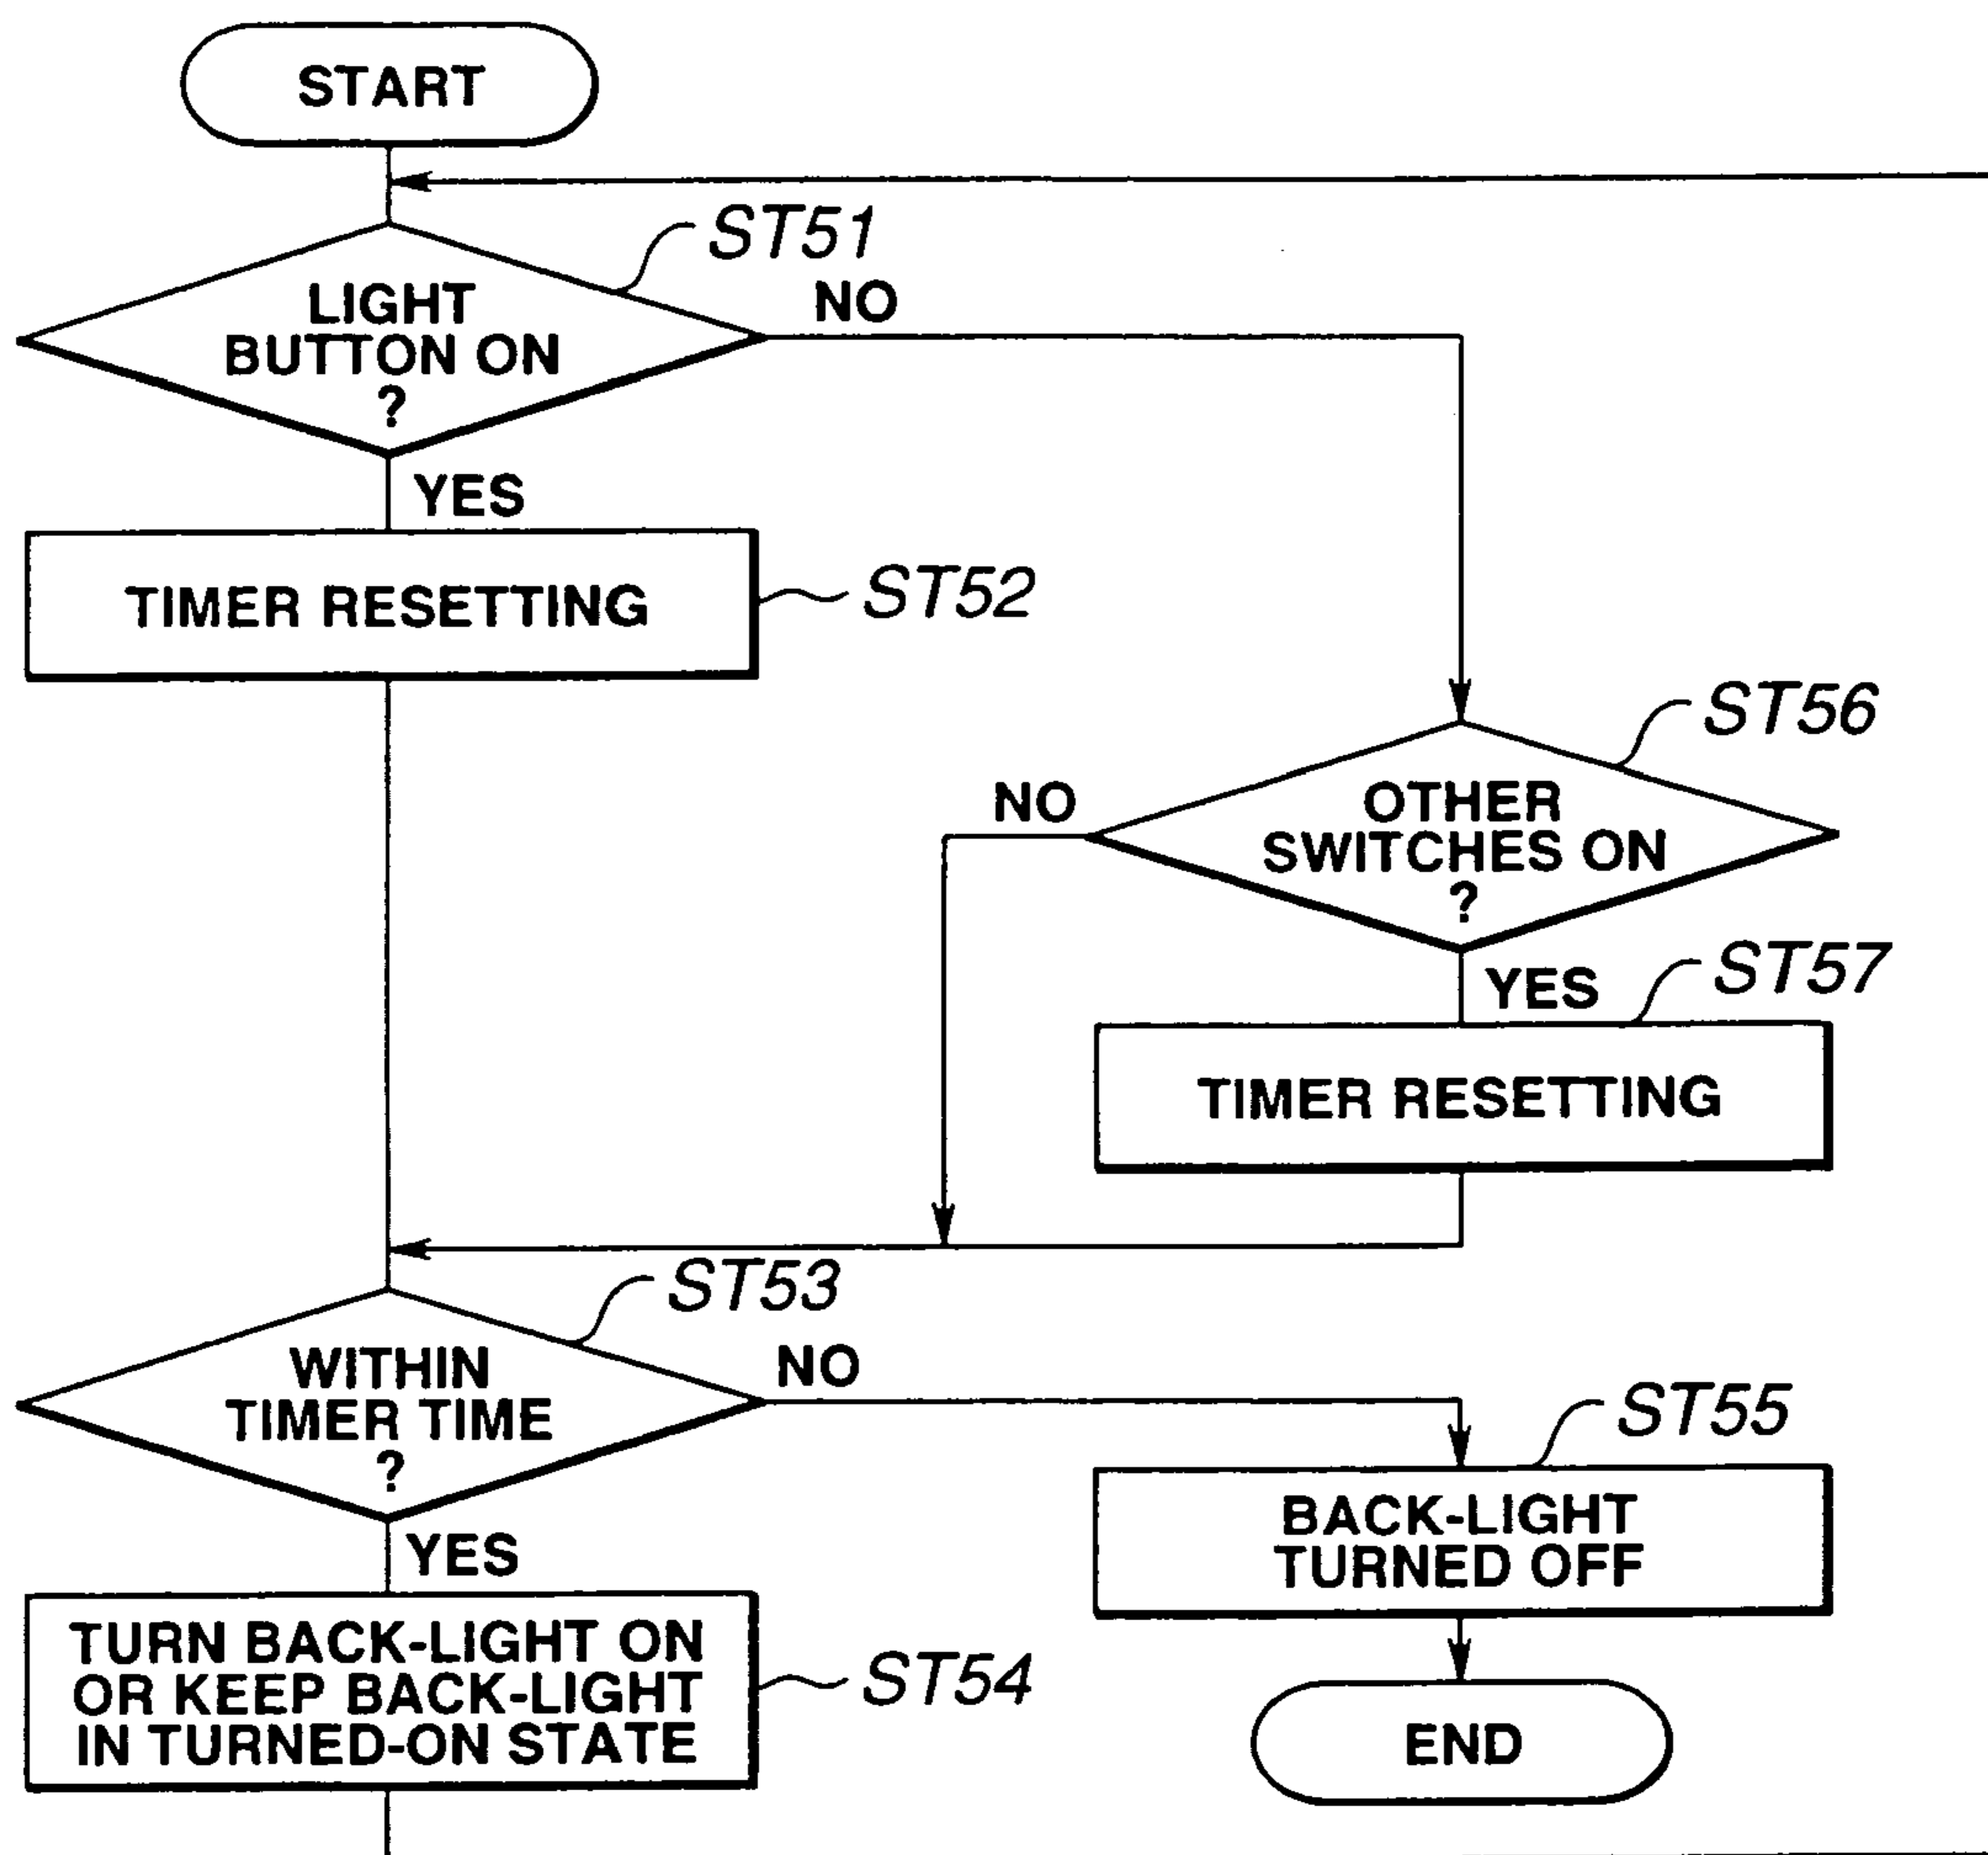 START
ST51
LIGHT
BUTTON ON
?
NO
YES
TIMER RESETTING
ST52
ST56
OTHER
SWITCHES ON
?
NO
YES
ST57
TIMER RESETTING
ST53
WITHIN
TIMER TIME
?
NO
YES
ST55
BACK-LIGHT
TURNED OFF
TURN BACK-LIGHT ON
OR KEEP BACK-LIGHT
IN TURNED-ON STATE
ST54
END